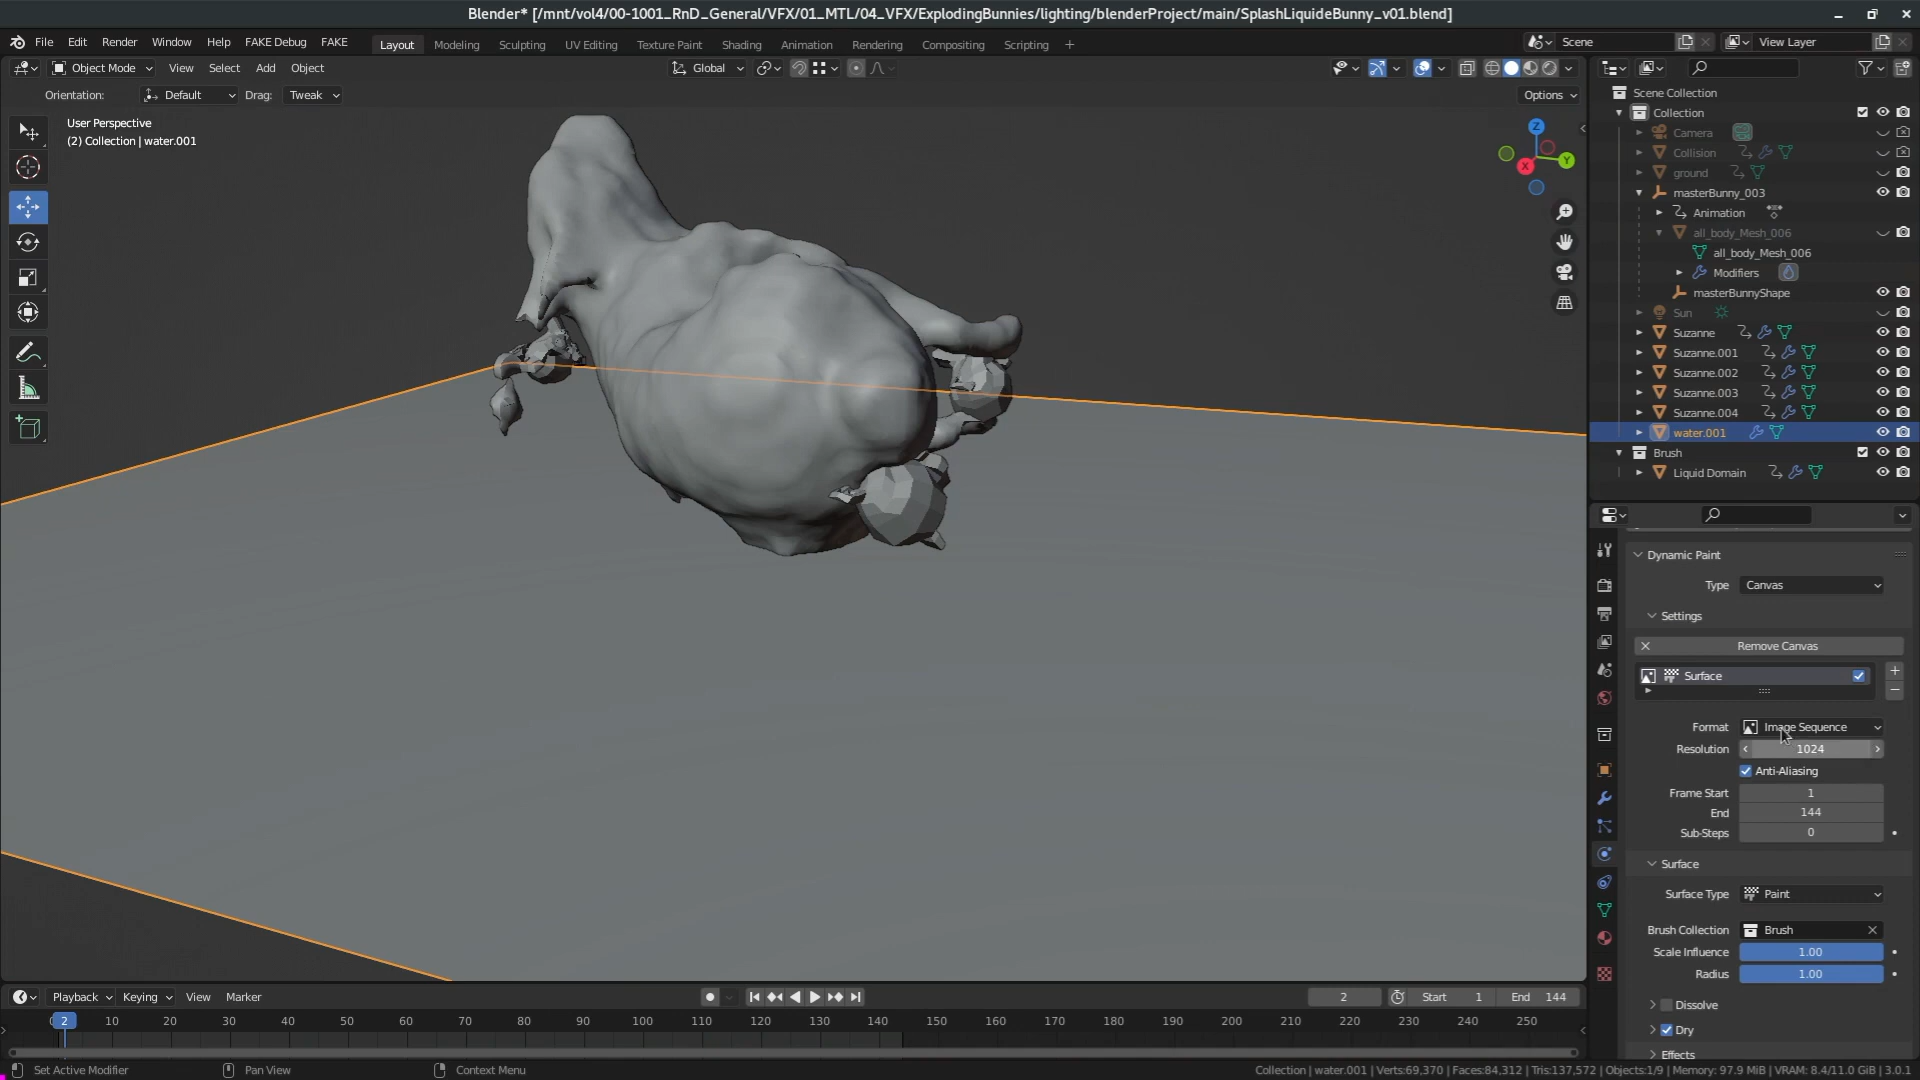 Blender* [/mnt/vol4/00-1001_RnD_General/VFX/01_MTL/04_VFX/ExplodingBunnies/lighting/blenderProject/main/SplashLiquideBunny_v01.blend]
File Edit Render Window Help FAKE Debug FAKE Layout Modeling Sculpting UV Editing Texture Paint Shading Animation Rendering Compositing Scripting + Scene View Layer
Object Mode View Select Add Object Global
Orientation: Default Drag: Tweak Options
User Perspective
(2) Collection | water.001
Z
Y
X
Scene Collection
Collection
Camera
Collision
ground
masterBunny_003
Animation
all_body_Mesh_006
all_body_Mesh_006
Modifiers
masterBunnyShape
Sun
Suzanne
Suzanne.001
Suzanne.002
Suzanne.003
Suzanne.004
water.001
Brush
Liquid Domain
Dynamic Paint
Type Canvas
Settings
Remove Canvas
Surface
Format Image Sequence
Resolution 1024
Anti-Aliasing
Frame Start 1
End 144
Sub-Steps 0
Surface
Surface Type Paint
Brush Collection Brush
Scale Influence 1.00
Radius 1.00
Dissolve
Dry
Effects
Playback Keying View Marker 2 Start 1 End 144
2 10 20 30 40 50 60 70 80 90 100 110 120 130 140 150 160 170 180 190 200 210 220 230 240 250
Set Active Modifier Pan View Context Menu Collection | water.001 | Verts:69,370 | Faces:84,312 | Tris:137,572 | Objects:1/9 | Memory: 97.9 MiB | VRAM: 8.4/11.0 GiB | 3.0.1